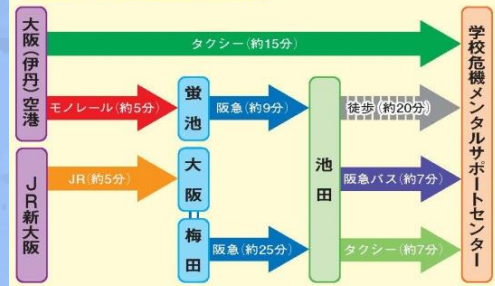 大阪(伊丹)空港
タクシー(約15分)
モノレール(約5分)
蛍池
阪急(約9分)
徒歩(約20分)
JR新大阪
JR(約5分)
大阪
梅田
阪急(約25分)
池田
阪急バス(約7分)
タクシー(約7分)
学校危機メンタルサポートセンター